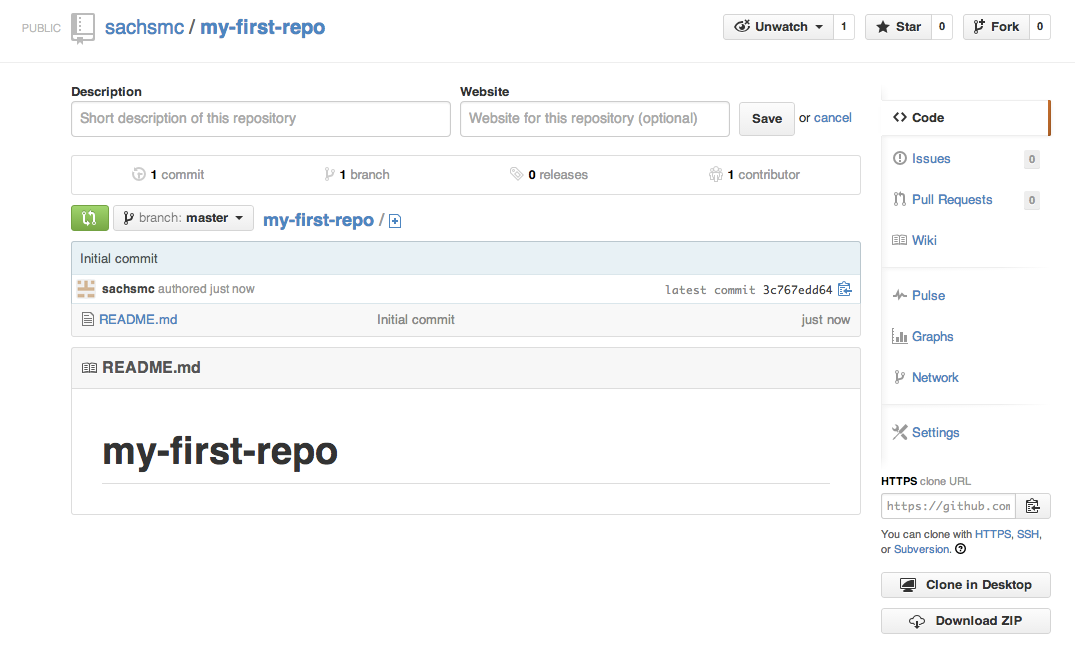 PUBLIC sachsmc / my-first-repo Unwatch 1 Star 0 Fork 0
Description Website
Short description of this repository Website for this repository (optional) Save or cancel
1 commit 1 branch 0 releases 1 contributor
branch: master my-first-repo /
Initial commit
sachsmc authored just now latest commit 3c767edd64
README.md Initial commit just now
README.md
my-first-repo
Code
Issues 0
Pull Requests 0
Wiki
Pulse
Graphs
Network
Settings
HTTPS clone URL
https://github.com
You can clone with HTTPS, SSH,
or Subversion.
Clone in Desktop
Download ZIP